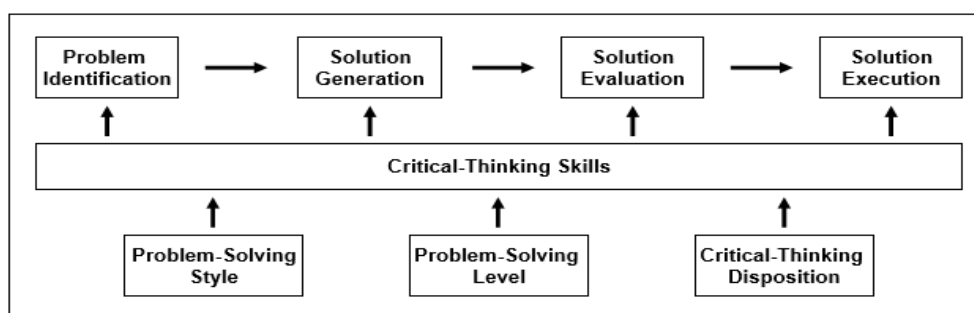 Problem
Identification
Solution
Generation
Solution
Evaluation
Solution
Execution
Critical-Thinking Skills
Problem-Solving
Style
Problem-Solving
Level
Critical-Thinking
Disposition